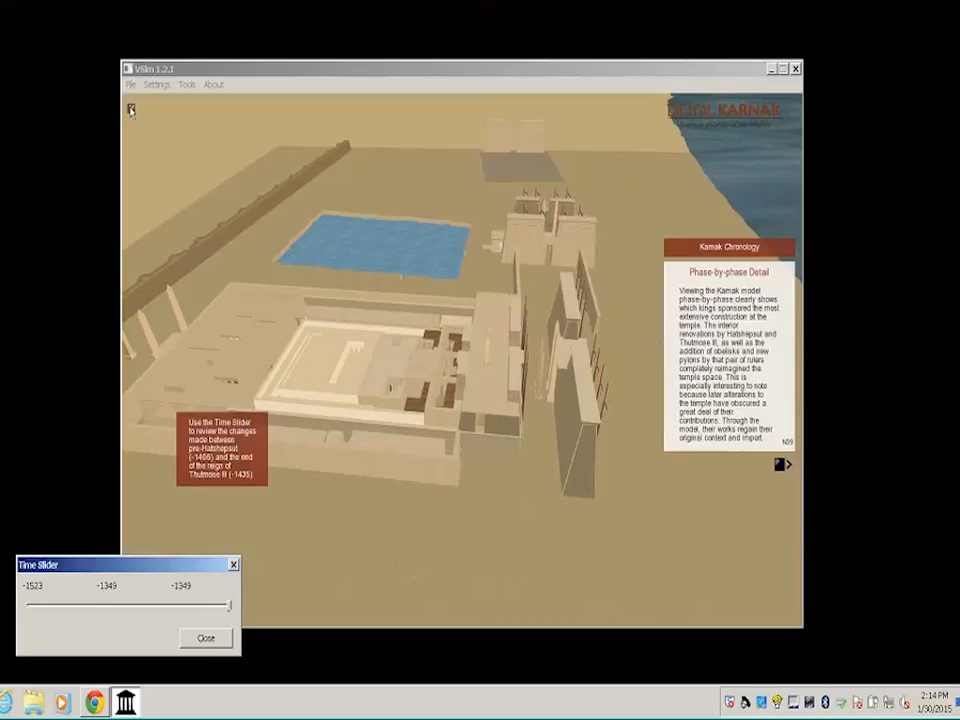 VSim 1.2.1
File Settings Tools About
DIGITAL KARNAK
Karnak Chronology
Phase-by-phase Detail
Viewing the Karnak model
phase-by-phase clearly shows
which kings sponsored the most
extensive construction at the
temple. The interior
renovations by Hatshepsut and
Thutmose III, as well as the
addition of obelisks and new
pylons by that pair of rulers
completely reimagined the
temple space. This is
especially interesting to note
because later alterations to
the temple have obscured a
great deal of their
contributions. Through the
model, their works regain their
original context and import.
N39
Use the Time Slider
to review the changes
made between
pre-Hatshepsut
(-1466) and the end
of the reign of
Thutmose III (-1435)
Time Slider
-1523 -1349 -1349
Close
2:14 PM
1/30/2015